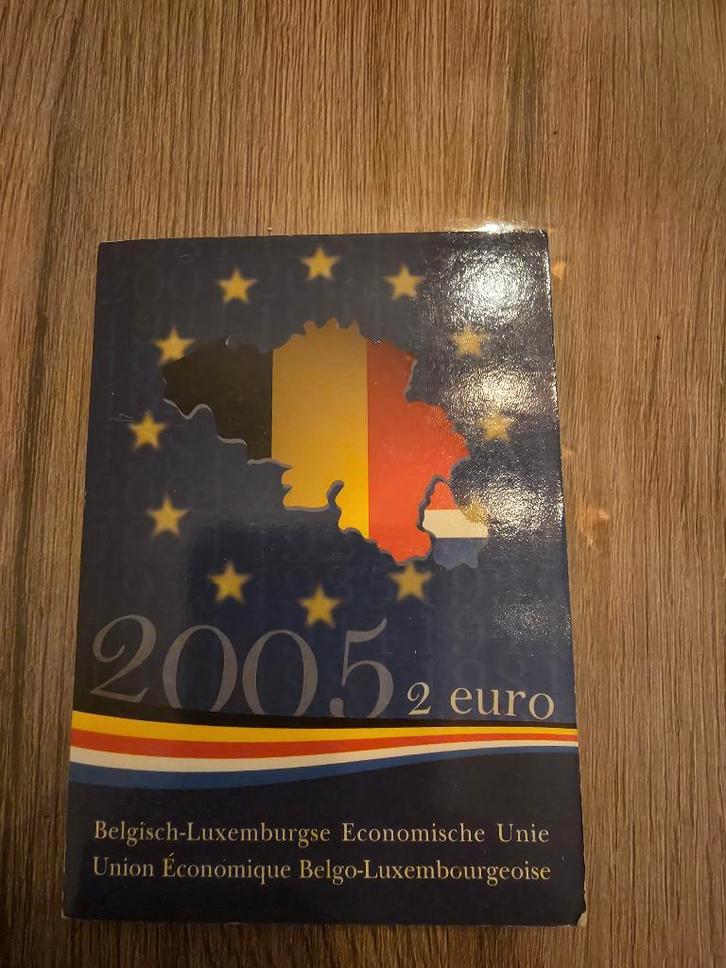 2005 2 euro
Belgisch-Luxemburgse Economische Unie
Union Économique Belgo-Luxembourgeoise